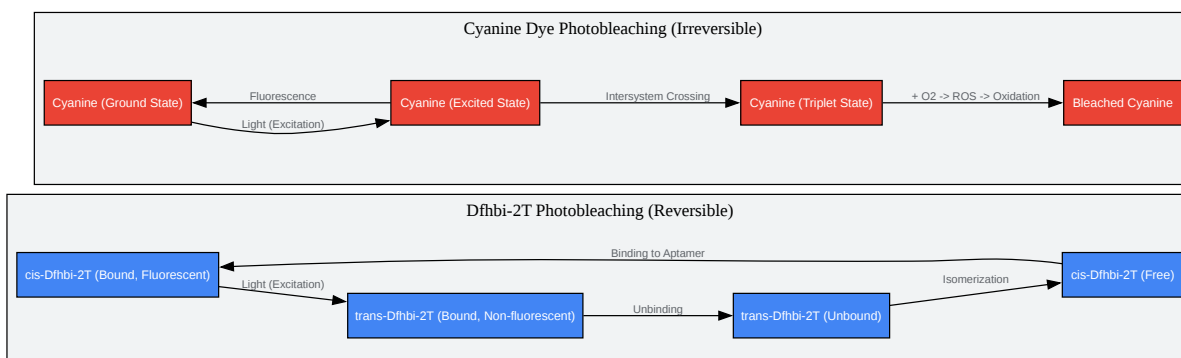 Cyanine Dye Photobleaching (Irreversible)
Cyanine (Ground State)
Fluorescence
Light (Excitation)
Cyanine (Excited State)
Intersystem Crossing
Cyanine (Triplet State)
+ O2 -> ROS -> Oxidation
Bleached Cyanine
Dfhbi-2T Photobleaching (Reversible)
Binding to Aptamer
cis-Dfhbi-2T (Bound, Fluorescent)
Light (Excitation)
trans-Dfhbi-2T (Bound, Non-fluorescent)
Unbinding
trans-Dfhbi-2T (Unbound)
Isomerization
cis-Dfhbi-2T (Free)